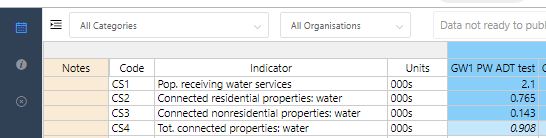 All Categories All Organisations Data not ready to publ
Notes Code Indicator Units GW1 PW ADT test
CS1 Pop. receiving water services 000s 2.1
CS2 Connected residential properties: water 000s 0.765
CS3 Connected nonresidential properties: water 000s 0.143
CS4 Tot. connected properties: water 000s 0.908